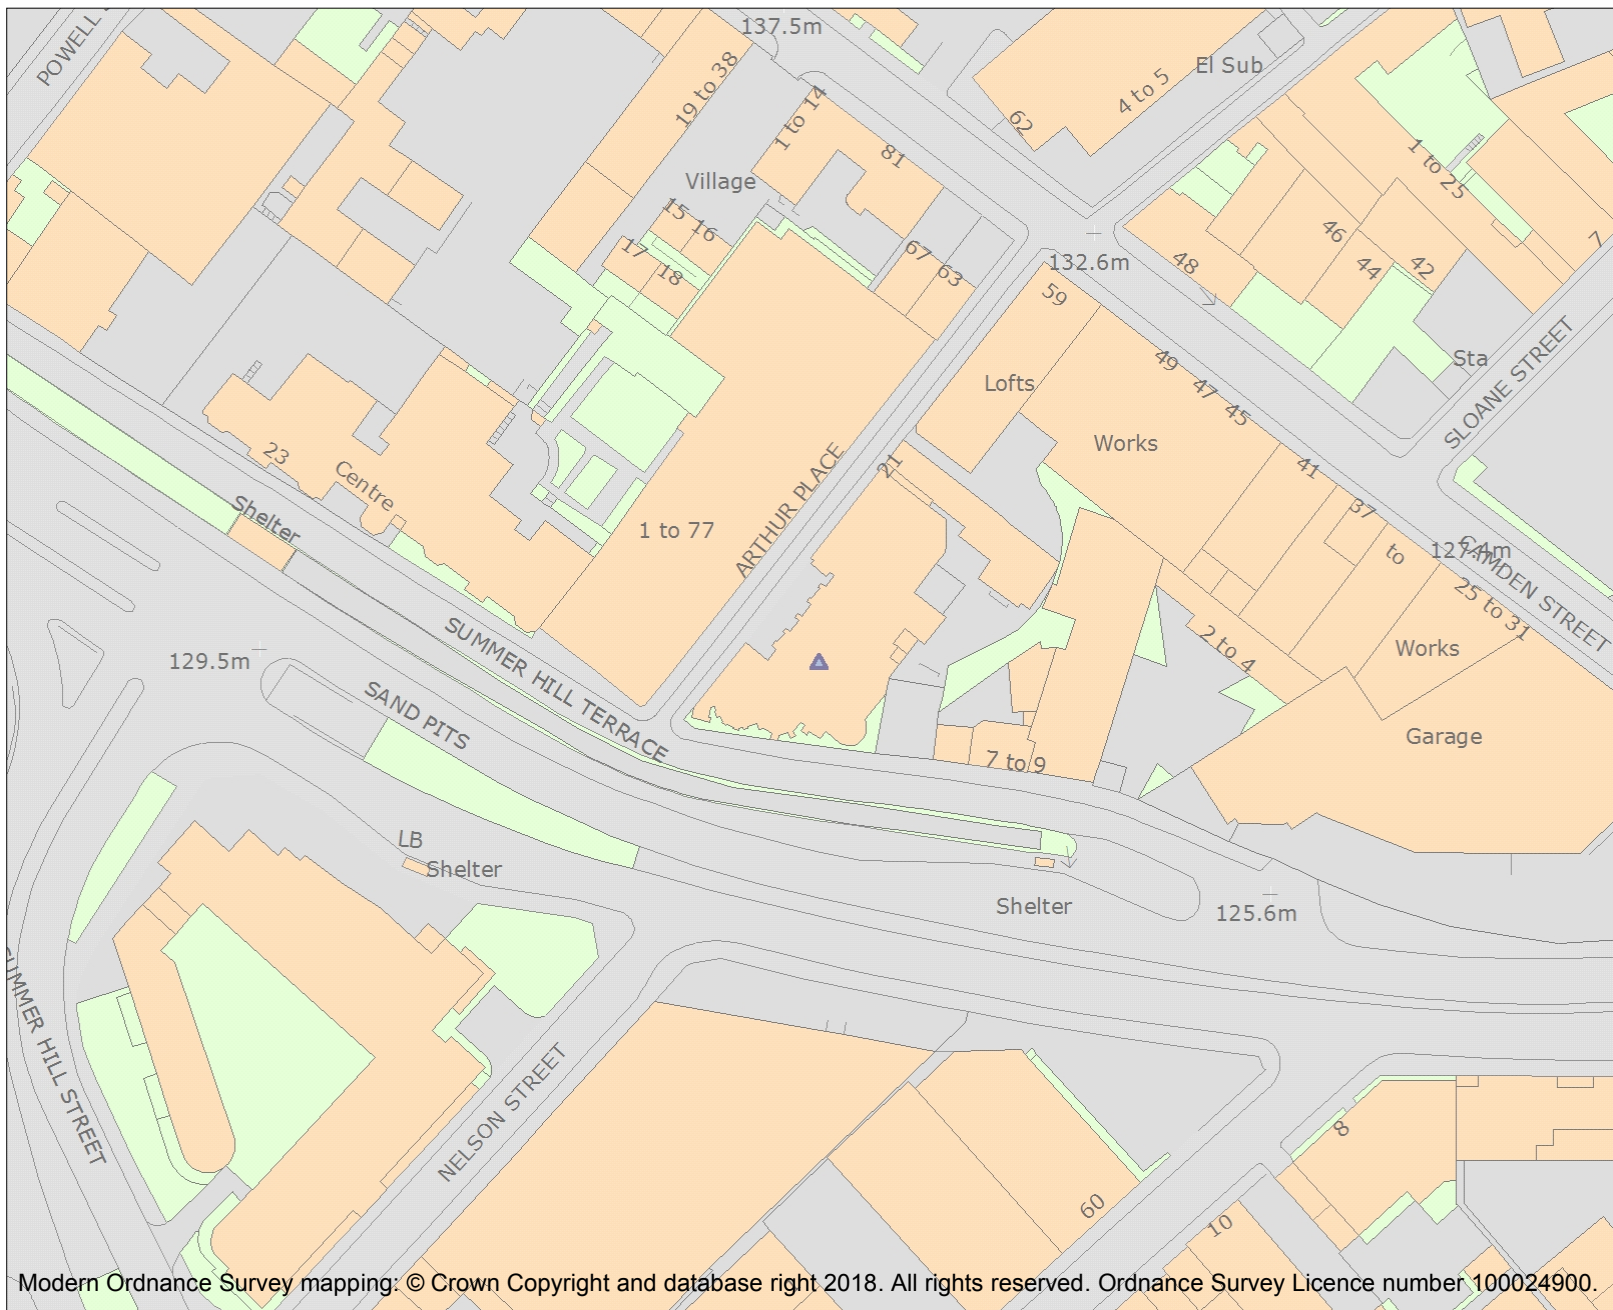 POWELL
137.5m
El Sub
19 to 38
4 to 5
1 to 14
62
81
1 to 25
Village
15 16
17 18
67 63
46
48
44
42
7
132.6m
59
49
47
45
Lofts
Sta
SLOANE STREET
23
Centre
Works
Shelter
21
41
1 to 77
ARTHUR PLACE
37
to
127.4m
CAMDEN STREET
25 to 31
SUMMER HILL TERRACE
129.5m
2 to 4
Works
SAND PITS
Garage
7 to 9
LB
Shelter
Shelter
125.6m
SUMMER HILL STREET
NELSON STREET
8
60
10
Modern Ordnance Survey mapping: © Crown Copyright and database right 2018. All rights reserved. Ordnance Survey Licence number 100024900.